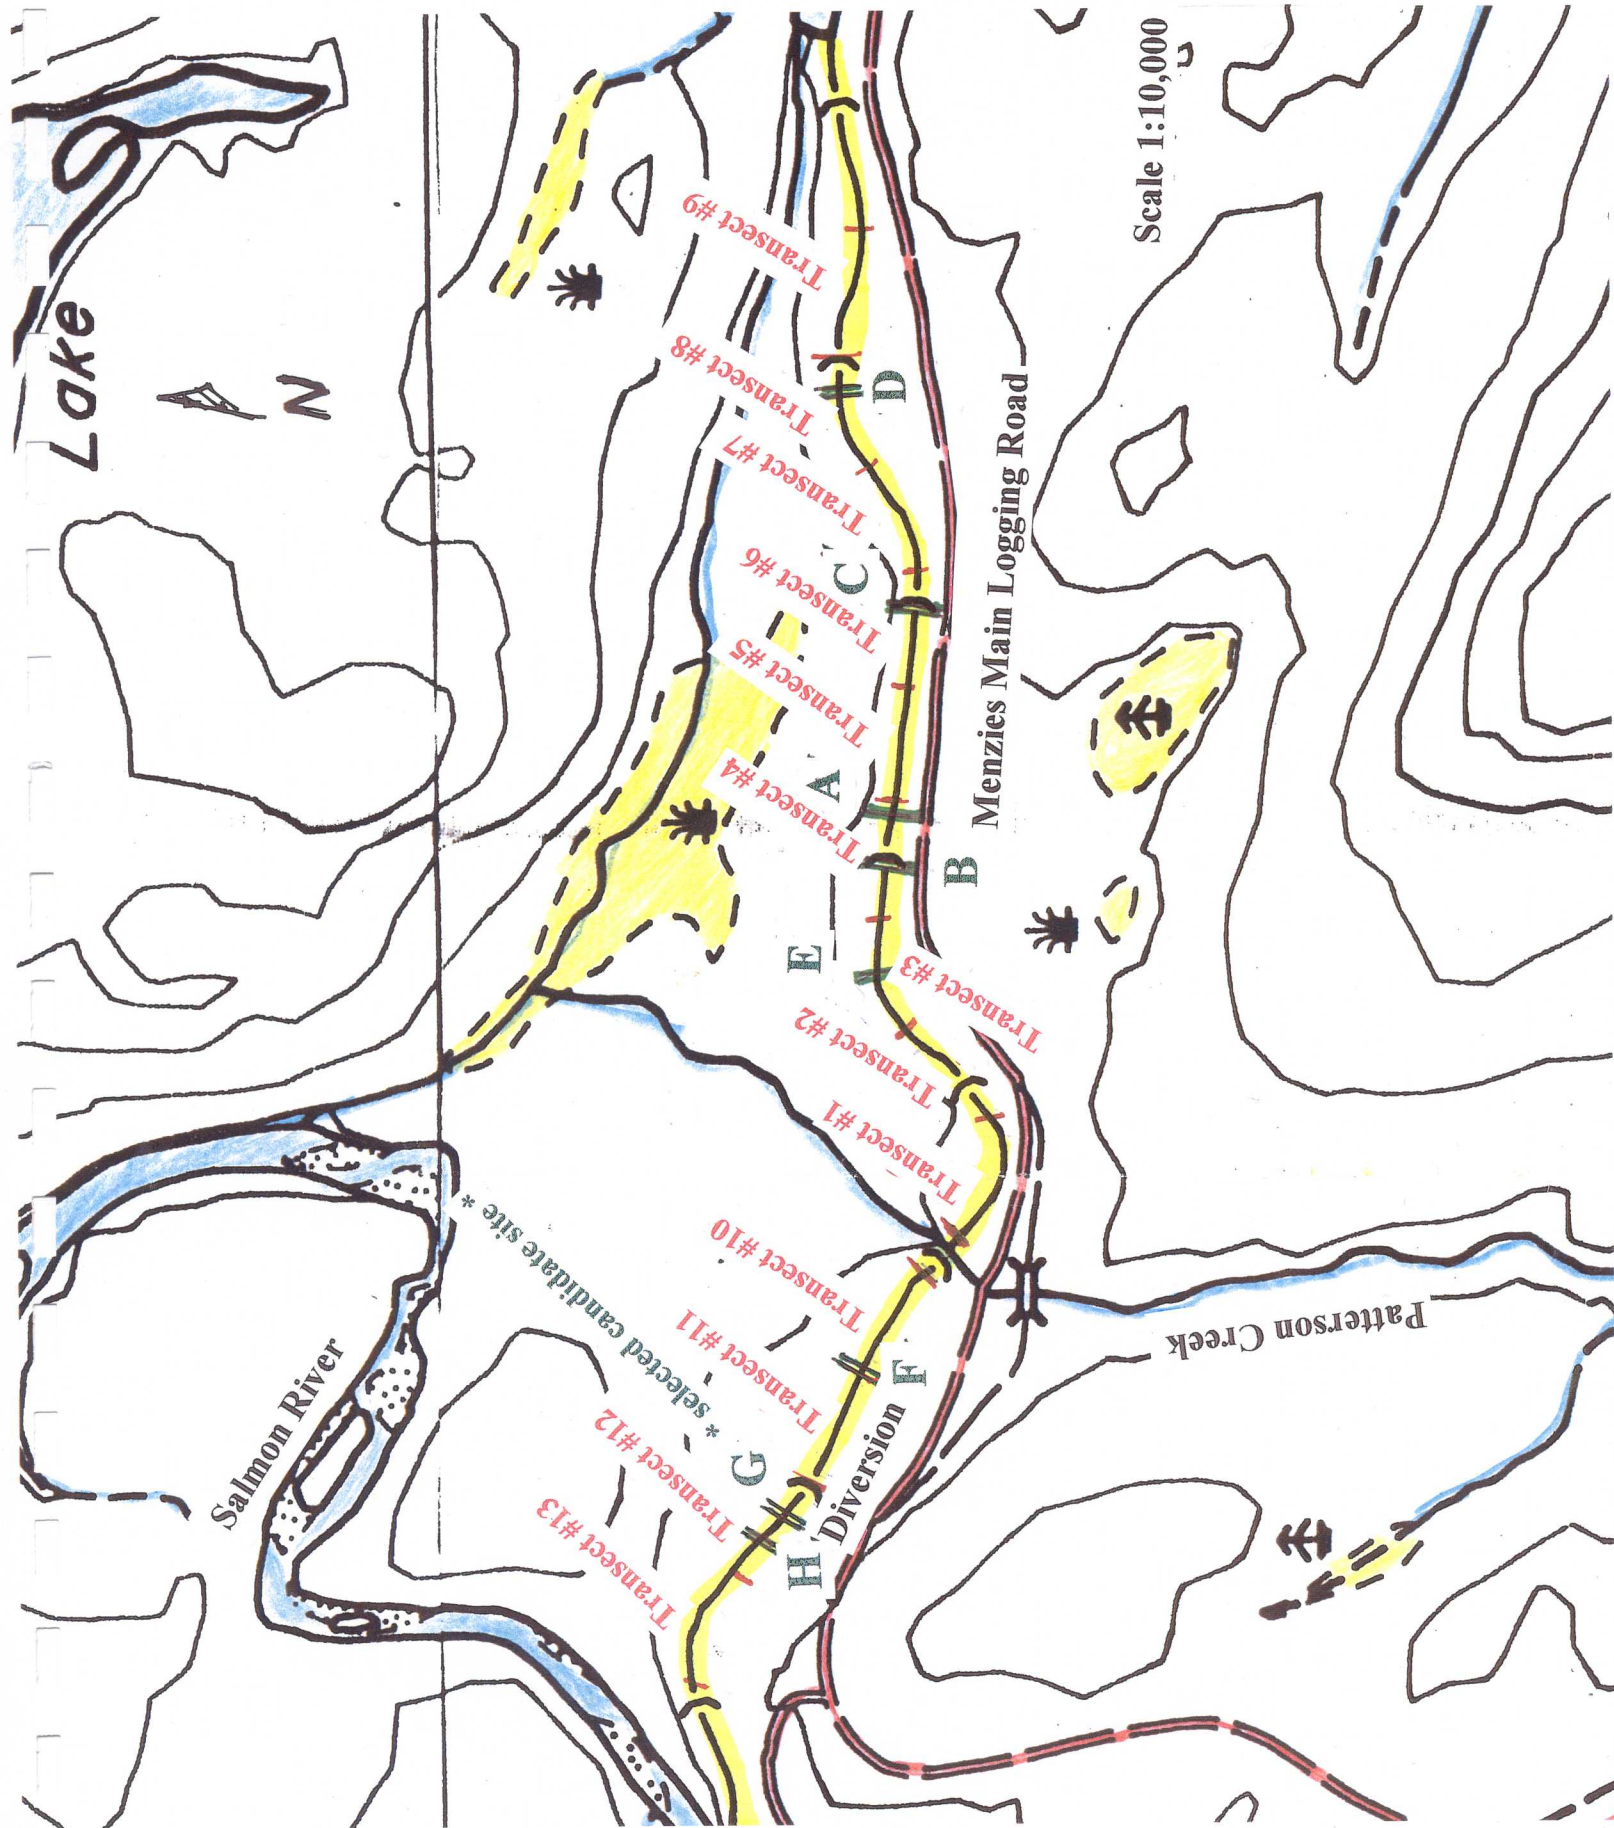 Lake
N
Scale 1:10,000
Transect #9
Transect #8
D
Transect #7
C
Transect #6
Menzies Main Logging Road
Transect #5
A
Transect #4
B
E
Transect #3
Transect #2
Transect #1
* selected candidate site *
Transect #10
Patterson Creek
Salmon River
Transect #11
F
Transect #12
G
Diversion
Transect #13
H